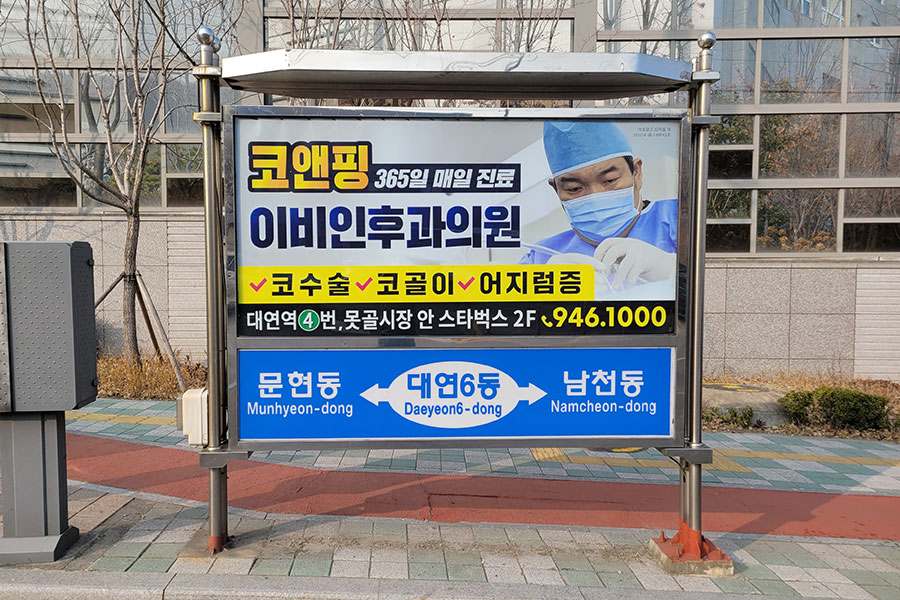 코앤핑 365일 매일 진료
이비인후과의원
코수술 코골이 어지럼증
대연역 4번, 못골시장 안 스타벅스 2F 946.1000
문현동 대연6동 남천동
Munhyeon-dong Daeyeon6-dong Namcheon-dong